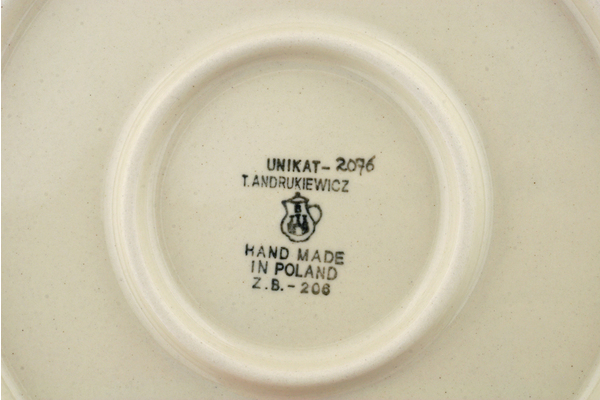 UNIKAT-2076
T.ANDRUKIEWICZ
B
HAND MADE
IN POLAND
Z.B.-206